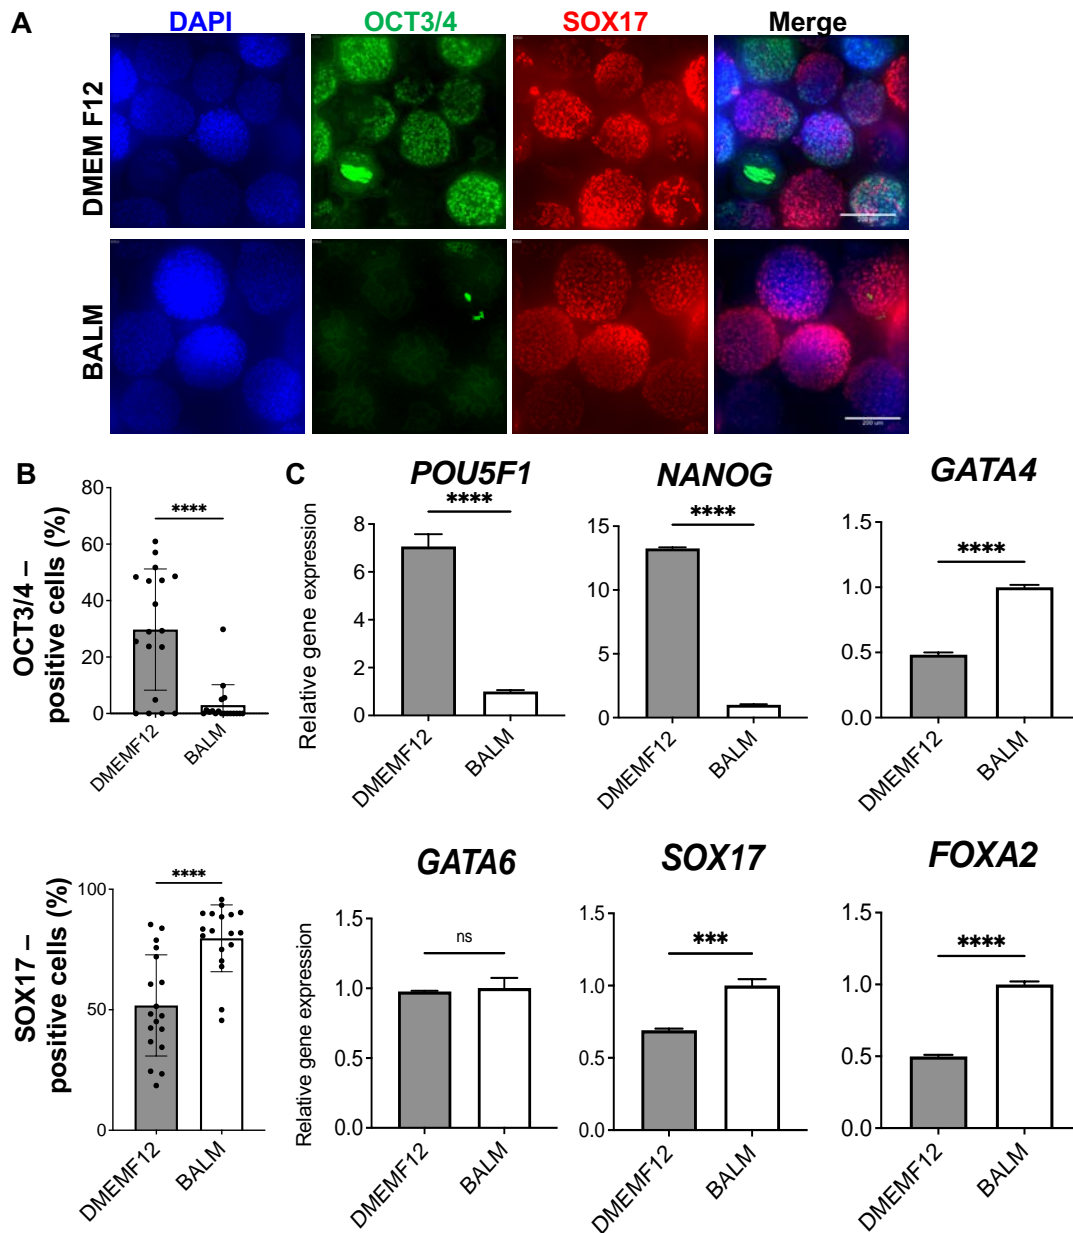 A
DAPI
OCT3/4
SOX17
Merge
DMEM F12
200 um
BALM
200 um
B
OCT3/4 –
positive cells (%)
80
60
40
20
0
****
DMEMF12
BALM
C
Relative gene expression
POU5F1
****
8
6
4
2
0
DMEMF12
BALM
NANOG
****
15
10
5
0
DMEMF12
BALM
GATA4
****
1.5
1.0
0.5
0.0
DMEMF12
BALM
SOX17 –
positive cells (%)
****
100
50
0
DMEMF12
BALM
Relative gene expression
GATA6
ns
1.5
1.0
0.5
0.0
DMEMF12
BALM
SOX17
***
1.5
1.0
0.5
0.0
DMEMF12
BALM
FOXA2
****
1.5
1.0
0.5
0.0
DMEMF12
BALM